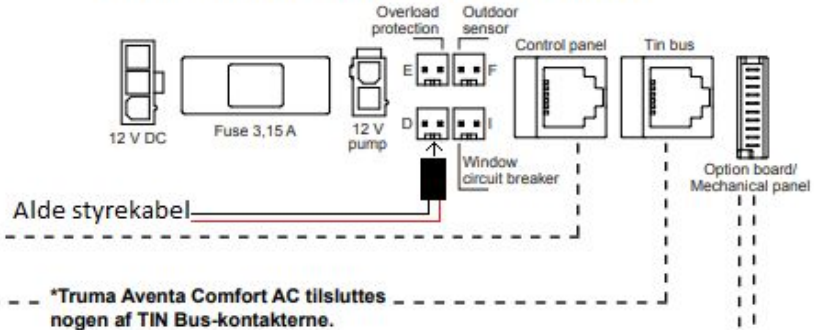 Overload
protection
Outdoor
sensor
Control panel
Tin bus
E
F
12 V DC
Fuse 3,15 A
12 V
pump
D
I
Window
circuit breaker
Option board/
Mechanical panel
Alde styrekabel
*Truma Aventa Comfort AC tilsluttes
nogen af TIN Bus-kontakterne.